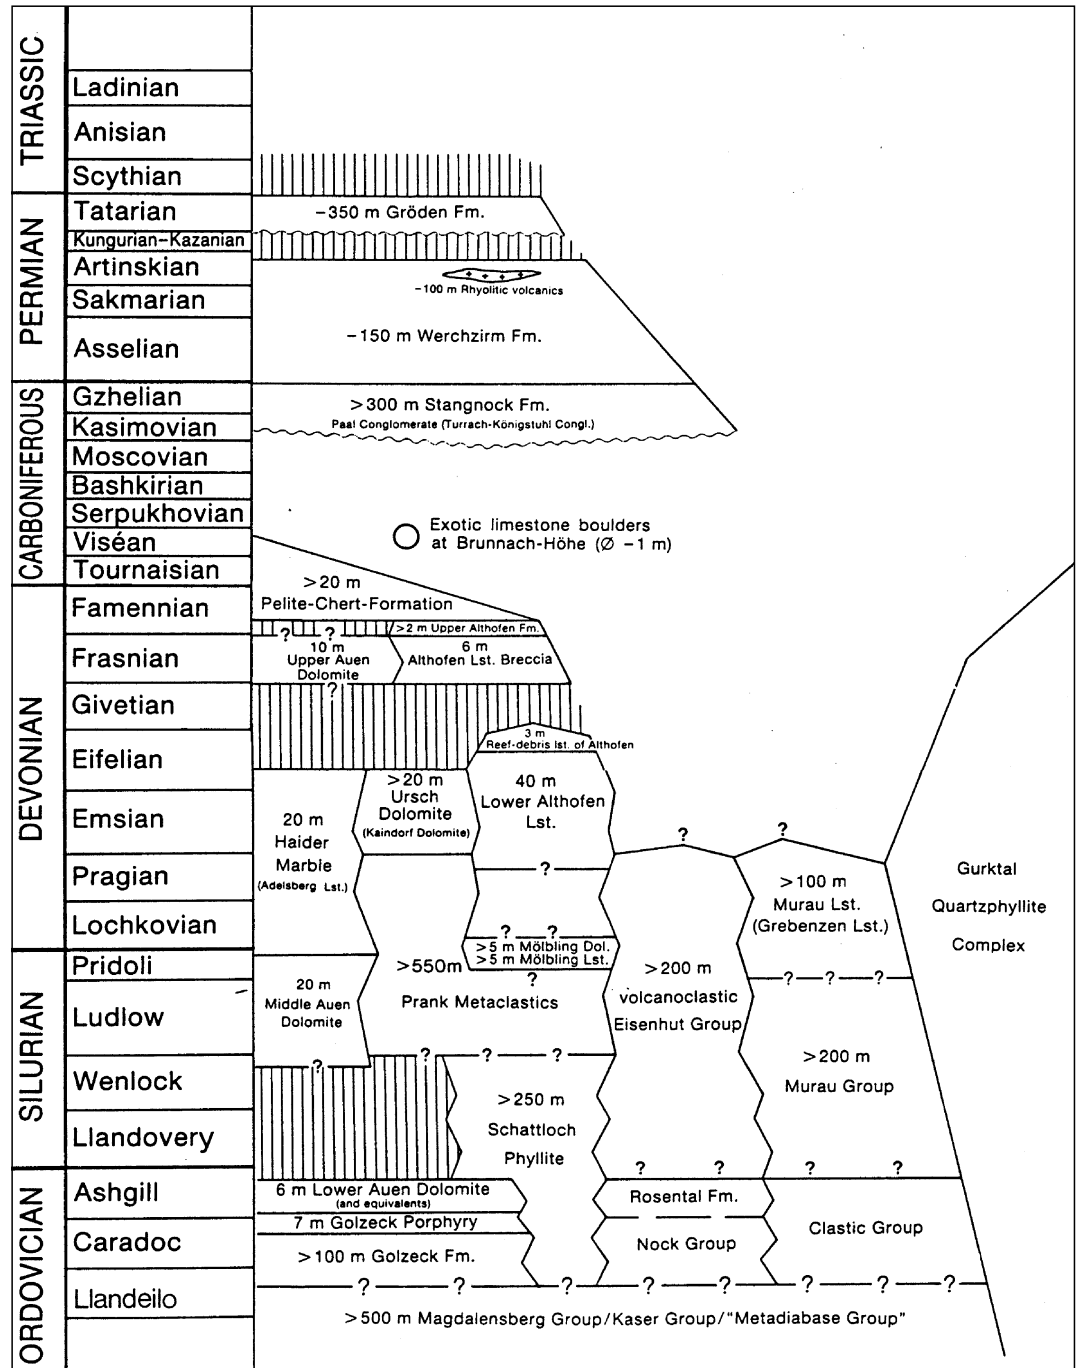 TRIASSIC
Ladinian
Anisian
Scythian
PERMIAN
Tatarian
Kungurian-Kazanian
Artinskian
Sakmarian
Asselian
CARBONIFEROUS
Gzhelian
Kasimovian
Moscovian
Bashkirian
Serpukhovian
Viséan
Tournaisian
DEVONIAN
Famennian
Frasnian
Givetian
Eifelian
Emsian
Pragian
Lochkovian
SILURIAN
Pridoli
Ludlow
Wenlock
Llandovery
ORDOVICIAN
Ashgill
Caradoc
Llandeilo
-350 m Gröden Fm.
-100 m Rhyolitic volcanics
-150 m Werchzirm Fm.
>300 m Stangnock Fm.
Paal Conglomerate (Turrach-Königstuhl Congl.)
Exotic limestone boulders
at Brunnach-Höhe (Ø -1 m)
>20 m
Pelite-Chert-Formation
? ?
>2 m Upper Althofen Fm.
10 m
Upper Auen
Dolomite
?
6 m
Althofen Lst. Breccia
3 m
Reef-debris lst. of Althofen
20 m
Haider
Marble
(Adelsberg Lst.)
>20 m
Ursch
Dolomite
(Kaindorf Dolomite)
40 m
Lower Althofen
Lst.
?
? ?
>5 m Mölbling Dol.
>5 m Mölbling Lst.
?
>550m
Prank Metaclastics
? ? ?
20 m
Middle Auen
Dolomite
?
>250 m
Schattloch
Phyllite
?
>200 m
volcanoclastic
Eisenhut Group
? ?
?
>100 m
Murau Lst.
(Grebenzen Lst.)
? ? ?
>200 m
Murau Group
? ?
Gurktal
Quartzphyllite
Complex
6 m Lower Auen Dolomite
(and equivalents)
7 m Golzeck Porphyry
>100 m Golzeck Fm.
Rosental Fm.
Nock Group
Clastic Group
? ? ? ? ? ? ? ?
>500 m Magdalensberg Group/Kaser Group/"Metadiabase Group"